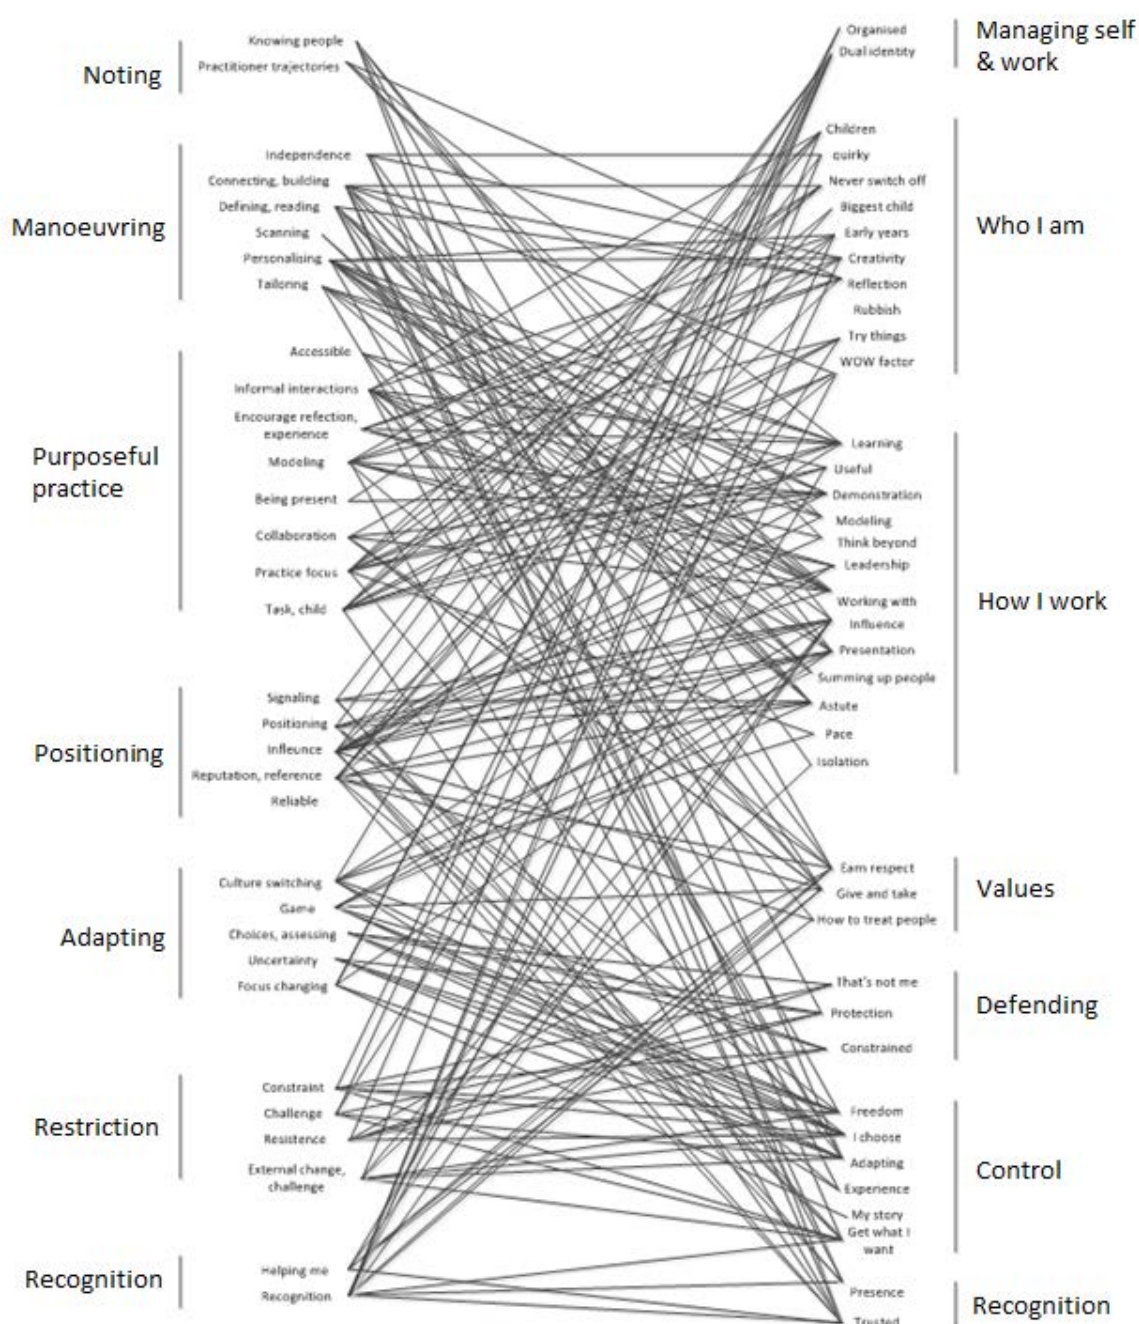 Noting
Knowing people
Practitioner trajectories
Manoeuvring
Independence
Connecting, building
Defining, reading
Scanning
Personalising
Tailoring
Purposeful
practice
Accessible
Informal interactions
Encourage refection,
experience
Modeling
Being present
Collaboration
Practice focus
Task, child
Positioning
Signaling
Positioning
Infleunce
Reputation, reference
Reliable
Adapting
Culture switching
Game
Choices, assessing
Uncertainty
Focus changing
Restriction
Constraint
Challenge
Resistence
External change,
challenge
Recognition
Helping me
Recognition
Organised
Dual identity
Managing self
& work
Children
quirky
Never switch off
Biggest child
Early years
Creativity
Reflection
Rubbish
Try things
WOW factor
Who I am
Learning
Useful
Demonstration
Modeling
Think beyond
Leadership
Working with
Influence
Presentation
Summing up people
Astute
Pace
Isolation
How I work
Earn respect
Give and take
How to treat people
Values
That's not me
Protection
Constrained
Defending
Freedom
I choose
Adapting
Experience
My story
Get what I
want
Control
Presence
Trusted
Recognition